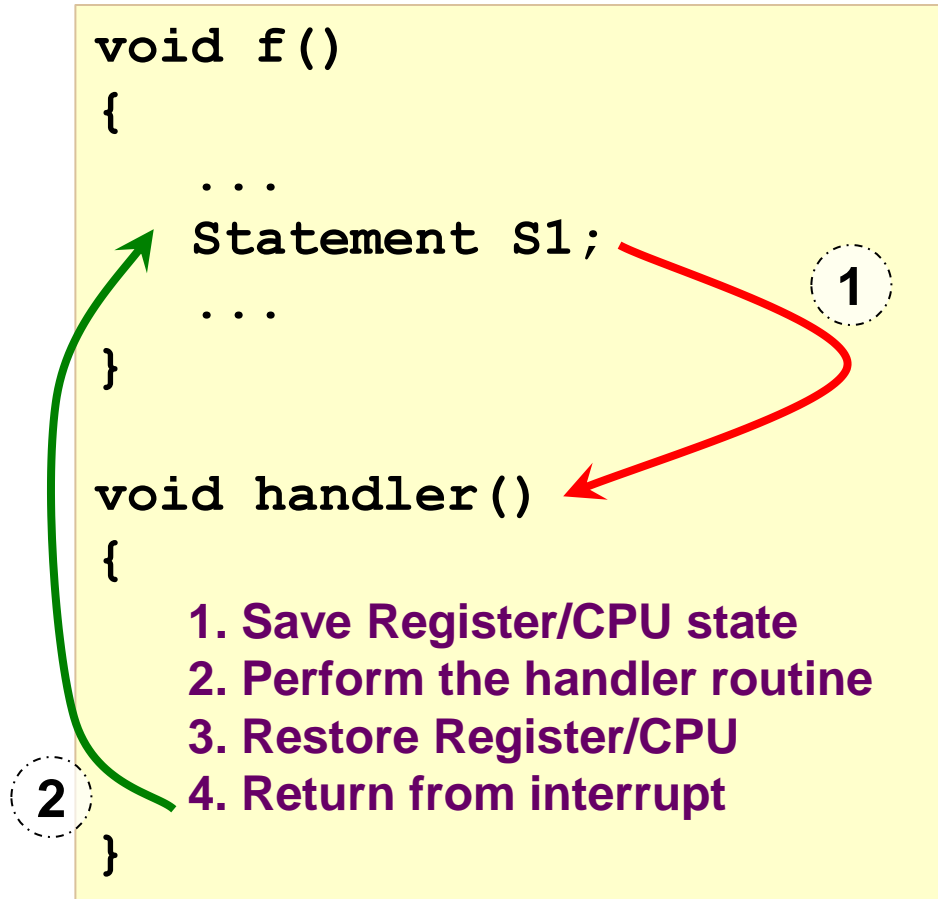 void f()
{
...
Statement S1;
1
...
}
void handler()
{
1. Save Register/CPU state
2. Perform the handler routine
3. Restore Register/CPU
4. Return from interrupt
2
}